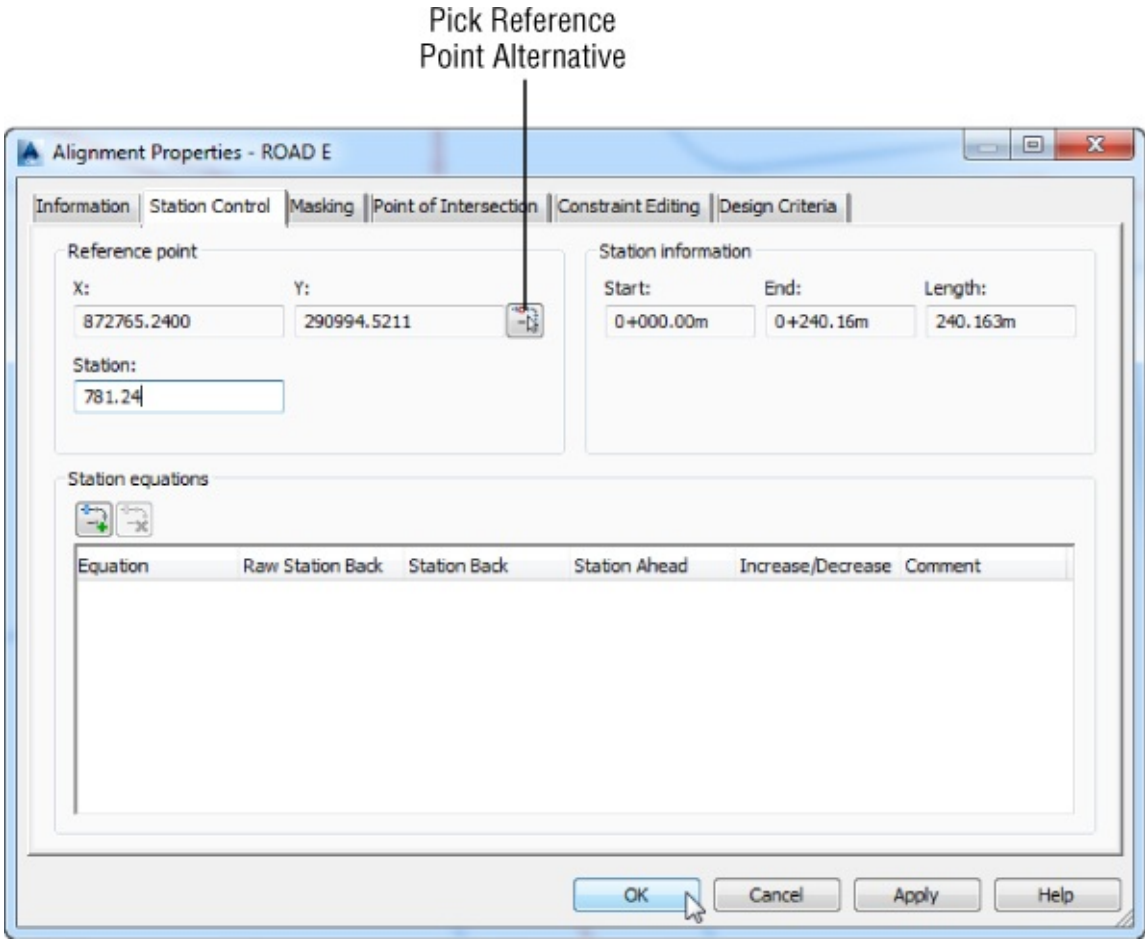 Pick Reference
Point Alternative
Alignment Properties - ROAD E
Information Station Control Masking Point of Intersection Constraint Editing Design Criteria
Reference point
X: Y:
872765.2400 290994.5211
Station:
781.24
Station information
Start: End: Length:
0+000.00m 0+240.16m 240.163m
Station equations
Equation Raw Station Back Station Back Station Ahead Increase/Decrease Comment
OK Cancel Apply Help